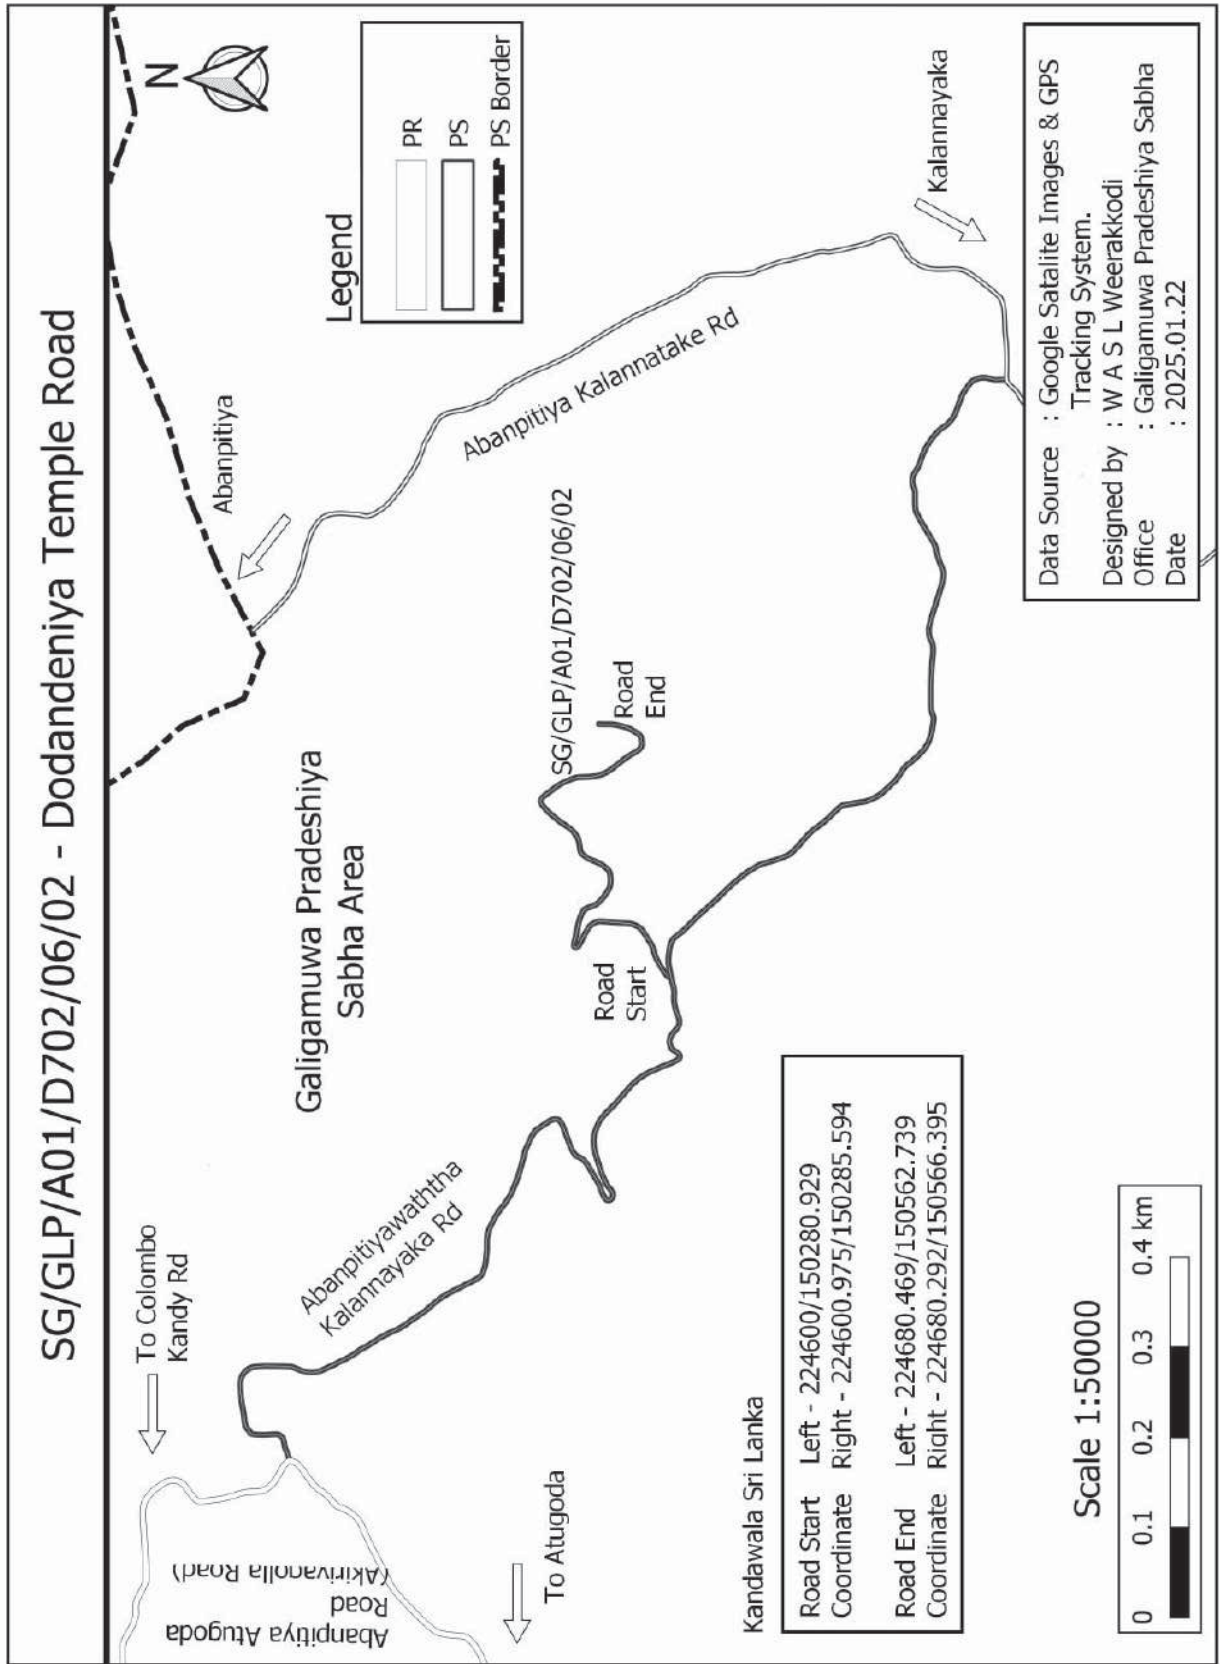 SG/GLP/A01/D702/06/02 - Dodandeniya Temple Road
N
Legend
PR
PS
PS Border
To Colombo
Kandy Rd
Abanpitiya
Abanpitiya Atugoda
Road
(Akirivanolla Road)
Abanpitiyawaththa
Kalannayaka Rd
Galigamuwa Pradeshiya
Sabha Area
Abanpitiya Kalannatake Rd
To Atugoda
SG/GLP/A01/D702/06/02
Road
Start
Road
End
Kalannayaka
Kandawala Sri Lanka
Road Start Left - 224600/150280.929
Coordinate Right - 224600.975/150285.594
Road End Left - 224680.469/150562.739
Coordinate Right - 224680.292/150566.395
Scale 1:50000
0 0.1 0.2 0.3 0.4 km
Data Source : Google Satalite Images & GPS
Tracking System.
Designed by : W A S L Weerakkodi
Office : Galigamuwa Pradeshiya Sabha
Date : 2025.01.22